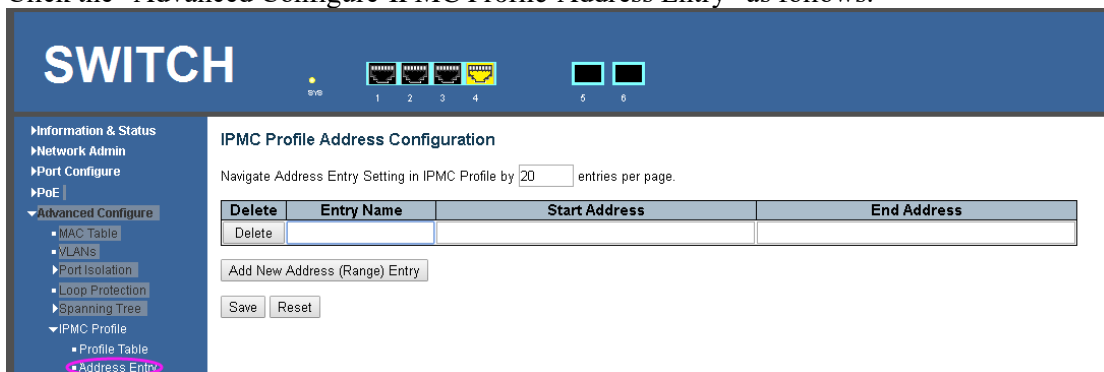 Click the "Advanced Configure-IPMC Profile-Address Entry" as follows:
SWITCH
SYS
1 2 3 4 5 6
Information & Status
Network Admin
Port Configure
PoE
Advanced Configure
MAC Table
VLANs
Port Isolation
Loop Protection
Spanning Tree
IPMC Profile
Profile Table
Address Entry
IPMC Profile Address Configuration
Navigate Address Entry Setting in IPMC Profile by 20 entries per page.
Delete Entry Name Start Address End Address
Delete
Add New Address (Range) Entry
Save Reset